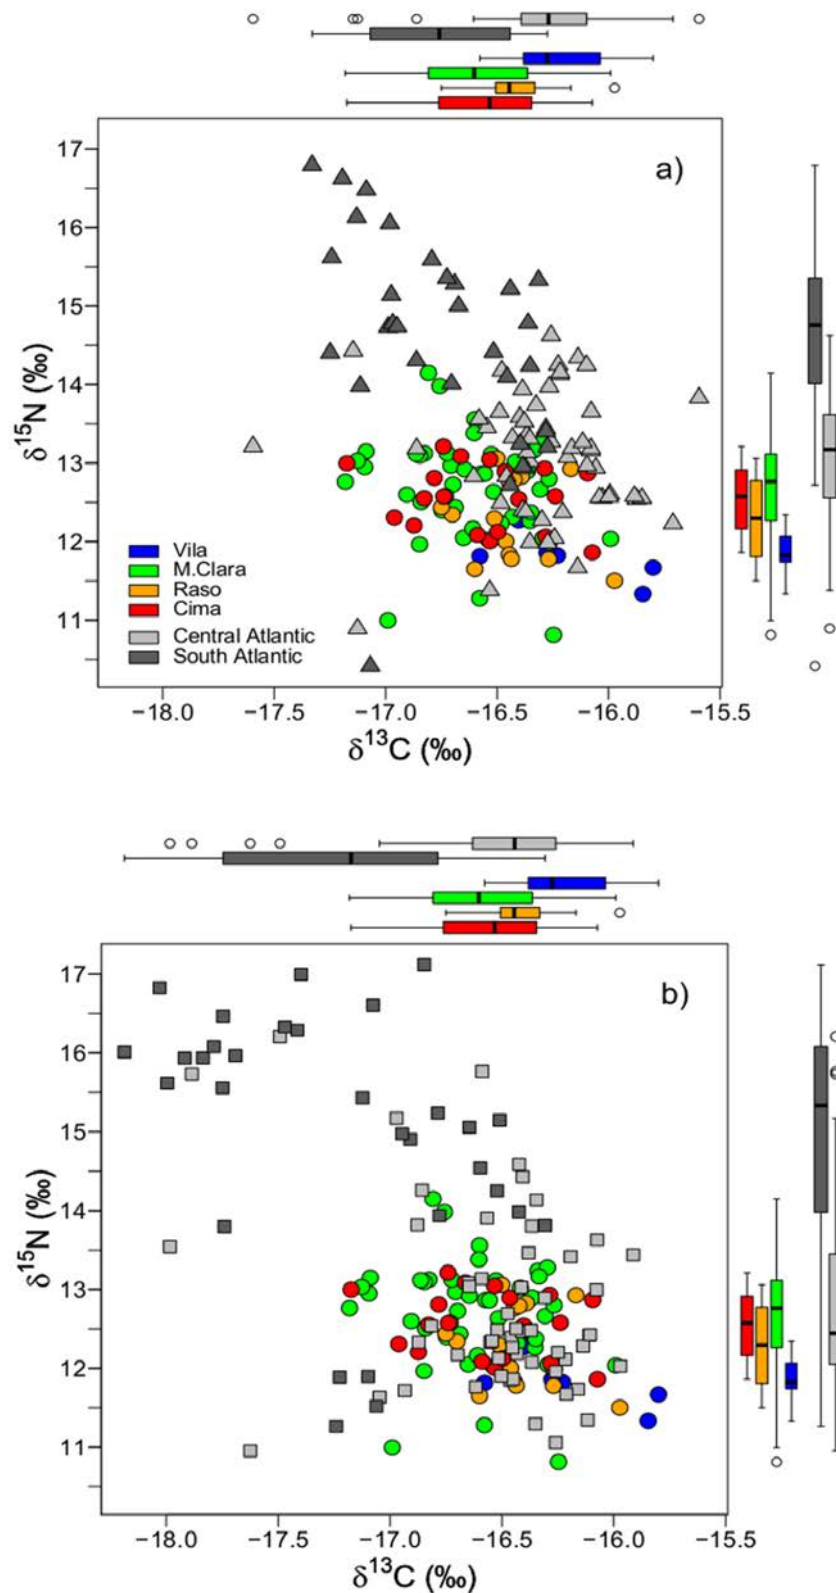 a)
17
16
15
14
13
12
11
δ15N (‰)
Vila
M.Clara
Raso
Cima
Central Atlantic
South Atlantic
−18.0 −17.5 −17.0 −16.5 −16.0 −15.5
δ13C (‰)
b)
17
16
15
14
13
12
11
δ15N (‰)
−18.0 −17.5 −17.0 −16.5 −16.0 −15.5
δ13C (‰)